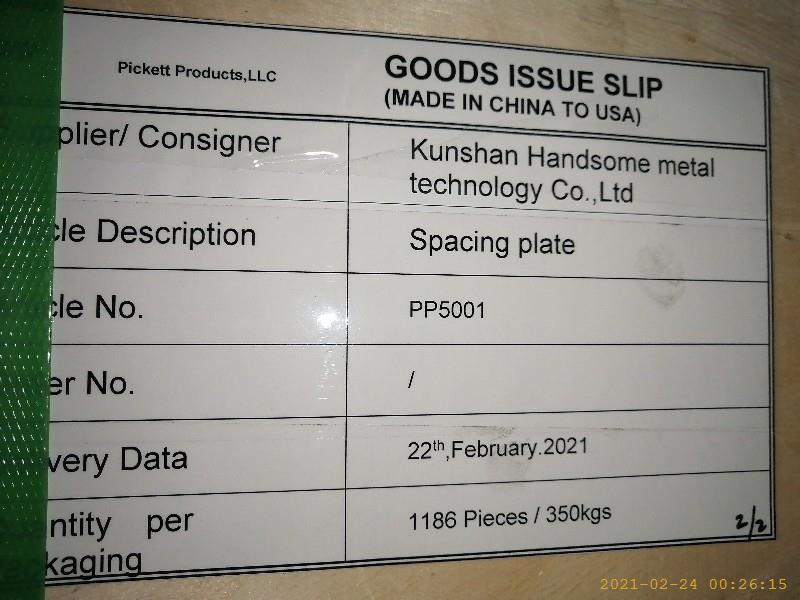 Pickett Products,LLC
GOODS ISSUE SLIP
(MADE IN CHINA TO USA)
plier/ Consigner
Kunshan Handsome metal
technology Co.,Ltd
cle Description
Spacing plate
cle No.
PP5001
er No.
/
very Data
22th,February.2021
antity per
kaging
1186 Pieces / 350kgs
2/2
2021-02-24 00:26:15